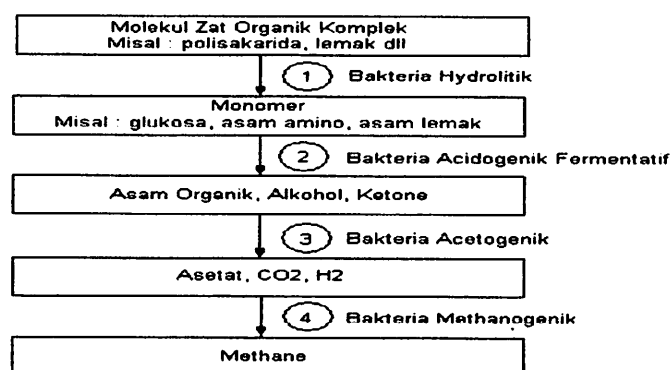 Molekul Zat Organik Komplek
Misal : polisakarida, lemak dll
1 Bakteria Hydrolitik
Monomer
Misal : glukosa, asam amino, asam lemak
2 Bakteria Acidogenik Fermentatif
Asam Organik, Alkohol, Ketone
3 Bakteria Acetogenik
Asetat, CO2, H2
4 Bakteria Methanogenik
Methane